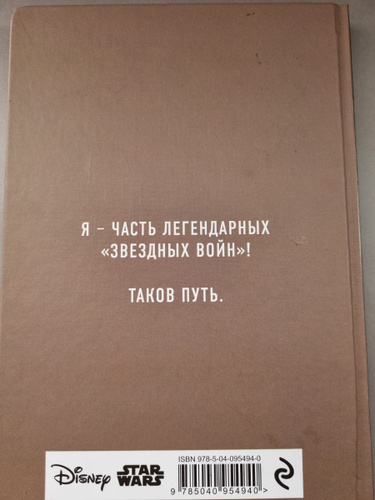 Я – ЧАСТЬ ЛЕГЕНДАРНЫХ
«ЗВЕЗДНЫХ ВОЙН»!
ТАКОВ ПУТЬ.
ISBN 978-5-04-095494-0
Disney
STAR
WARS
9 785040 954940 >